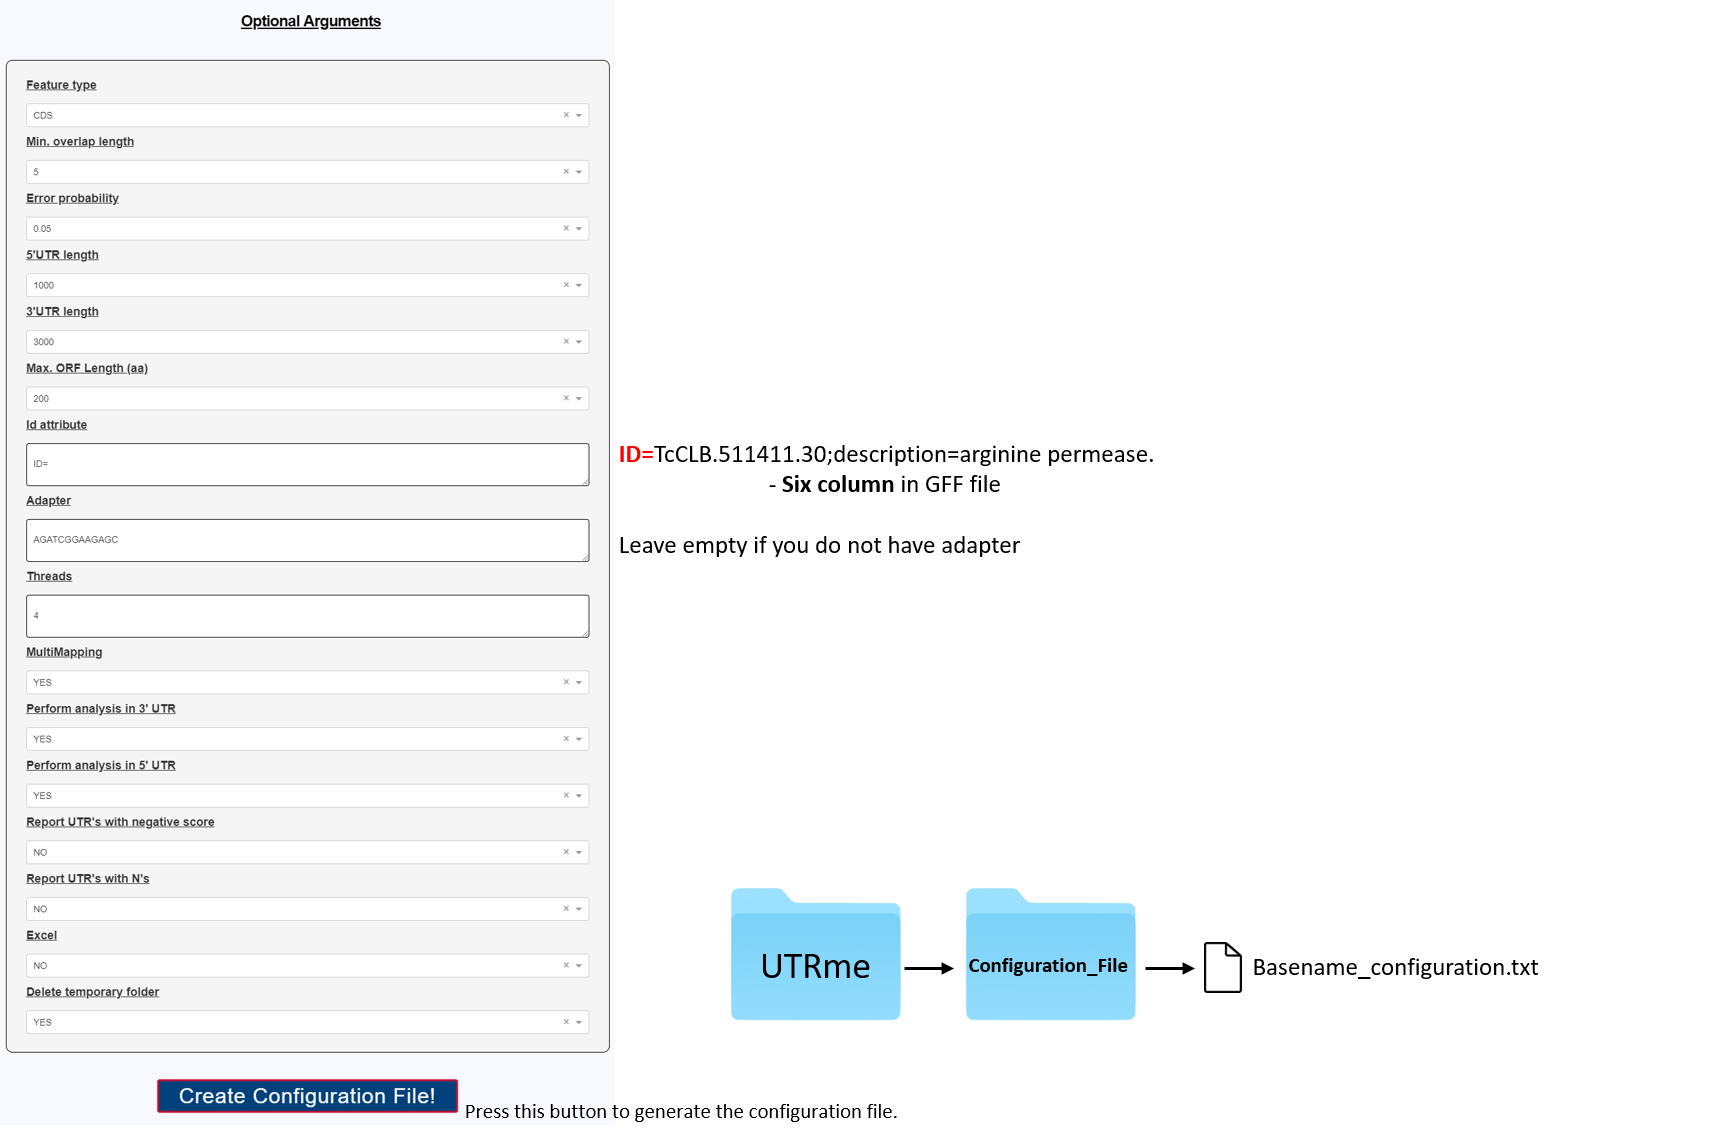 Optional Arguments
Feature type
CDS
Min. overlap length
5
Error probability
0.05
5'UTR length
1000
3'UTR length
3000
Max. ORF Length (aa)
200
Id attribute
ID=
ID=TcCLB.511411.30;description=arginine permease.
- Six column in GFF file
Adapter
AGATCGGAAGAGC
Leave empty if you do not have adapter
Threads
4
MultiMapping
YES
Perform analysis in 3' UTR
YES
Perform analysis in 5' UTR
YES
Report UTR's with negative score
NO
Report UTR's with N's
NO
Excel
NO
Delete temporary folder
YES
UTRme
Configuration_File
Basename_configuration.txt
Create Configuration File!
Press this button to generate the configuration file.